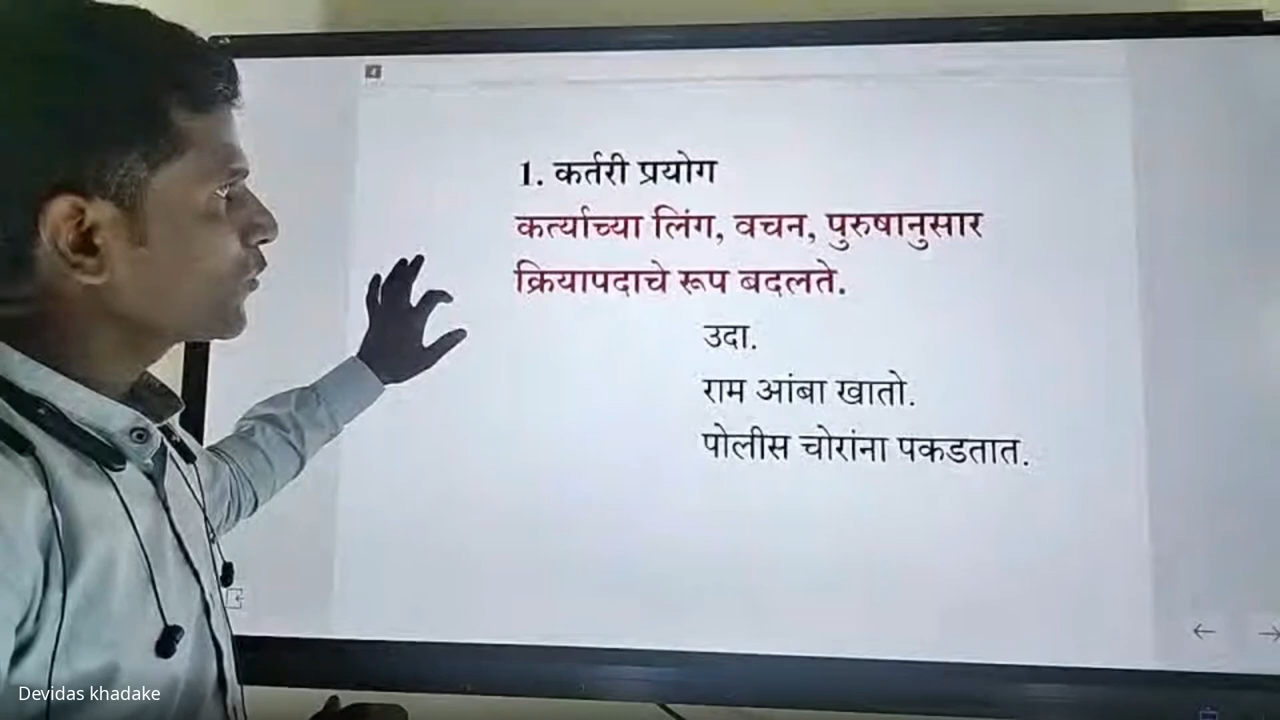 1. कर्तरी प्रयोग
कर्त्याच्या लिंग, वचन, पुरुषानुसार
क्रियापदाचे रूप बदलते.
उदा.
राम आंबा खातो.
पोलीस चोरांना पकडतात.
Devidas khadake